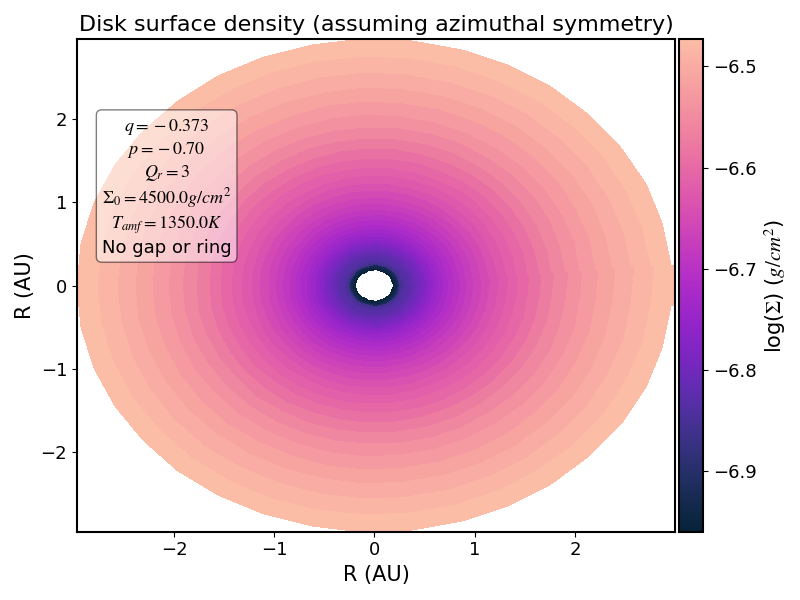 Disk surface density (assuming azimuthal symmetry)
q = −0.373
p = −0.70
Q_r = 3
Σ_0 = 4500.0g/cm^2
T_amf = 1350.0K
No gap or ring
R (AU)
2
1
0
−1
−2
−2
−1
0
1
2
R (AU)
−6.5
−6.6
−6.7
−6.8
−6.9
log(Σ) (g/cm^2)